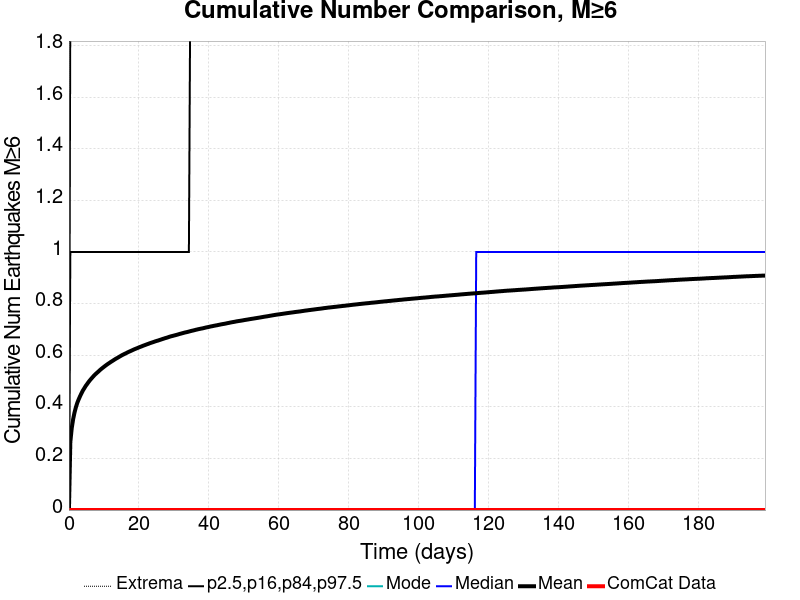 Cumulative Number Comparison, M≥6
Cumulative Num Earthquakes M≥6
1.8
1.6
1.4
1.2
1
0.8
0.6
0.4
0.2
0
0 20 40 60 80 100 120 140 160 180
Time (days)
Extrema p2.5,p16,p84,p97.5 Mode Median Mean ComCat Data